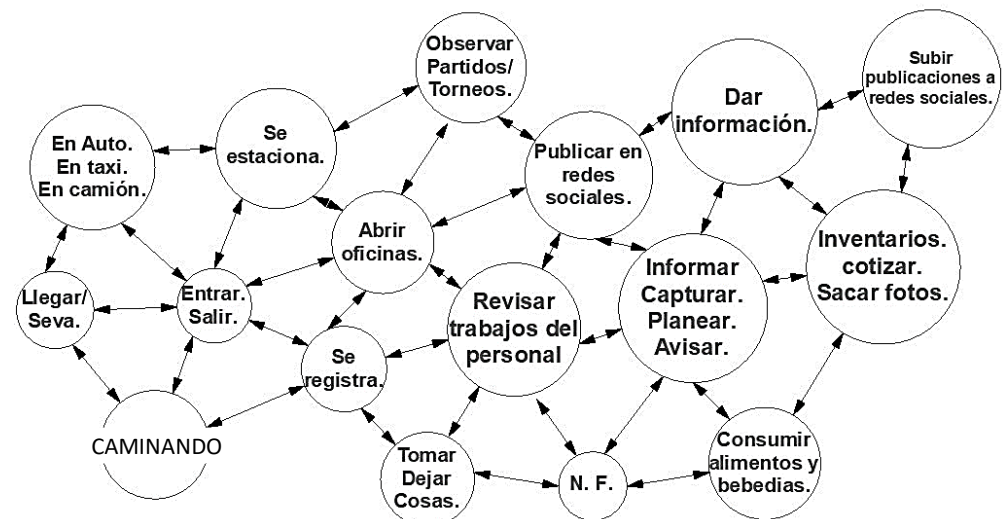 Observar
Partidos/
Torneos.
Subir
publicaciones a
redes sociales.
Dar
información.
En Auto.
En taxi.
En camión.
Se
estaciona.
Publicar en
redes
sociales.
Abrir
oficinas.
Inventarios.
cotizar.
Sacar fotos.
Informar
Capturar.
Planear.
Avisar.
Llegar/
Seva.
Entrar.
Salir.
Revisar
trabajos del
personal
Se
registra.
CAMINANDO
Tomar
Dejar
Cosas.
N. F.
Consumir
alimentos y
bebedias.